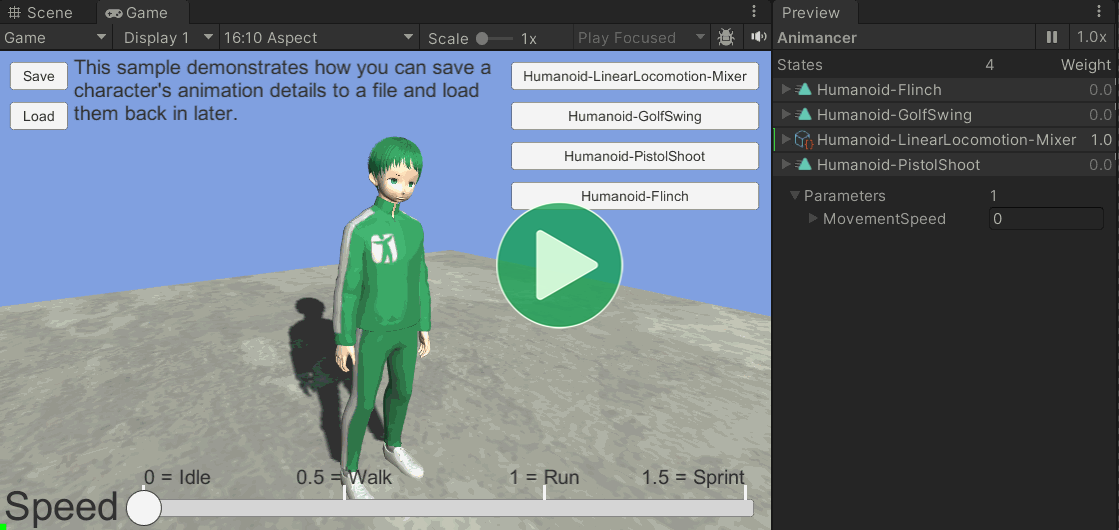 Scene
Game
Game
Display 1
16:10 Aspect
Scale
1x
Play Focused
Save
Load
This sample demonstrates how you can save a
character's animation details to a file and load
them back in later.
Humanoid-LinearLocomotion-Mixer
Humanoid-GolfSwing
Humanoid-PistolShoot
Humanoid-Flinch
0 = Idle
0.5 = Walk
1 = Run
1.5 = Sprint
Speed
Preview
Animancer
1.0x
States 4 Weight
Humanoid-Flinch 0.0
Humanoid-GolfSwing 0.0
Humanoid-LinearLocomotion-Mixer 1.0
Humanoid-PistolShoot 0.0
Parameters 1
MovementSpeed 0